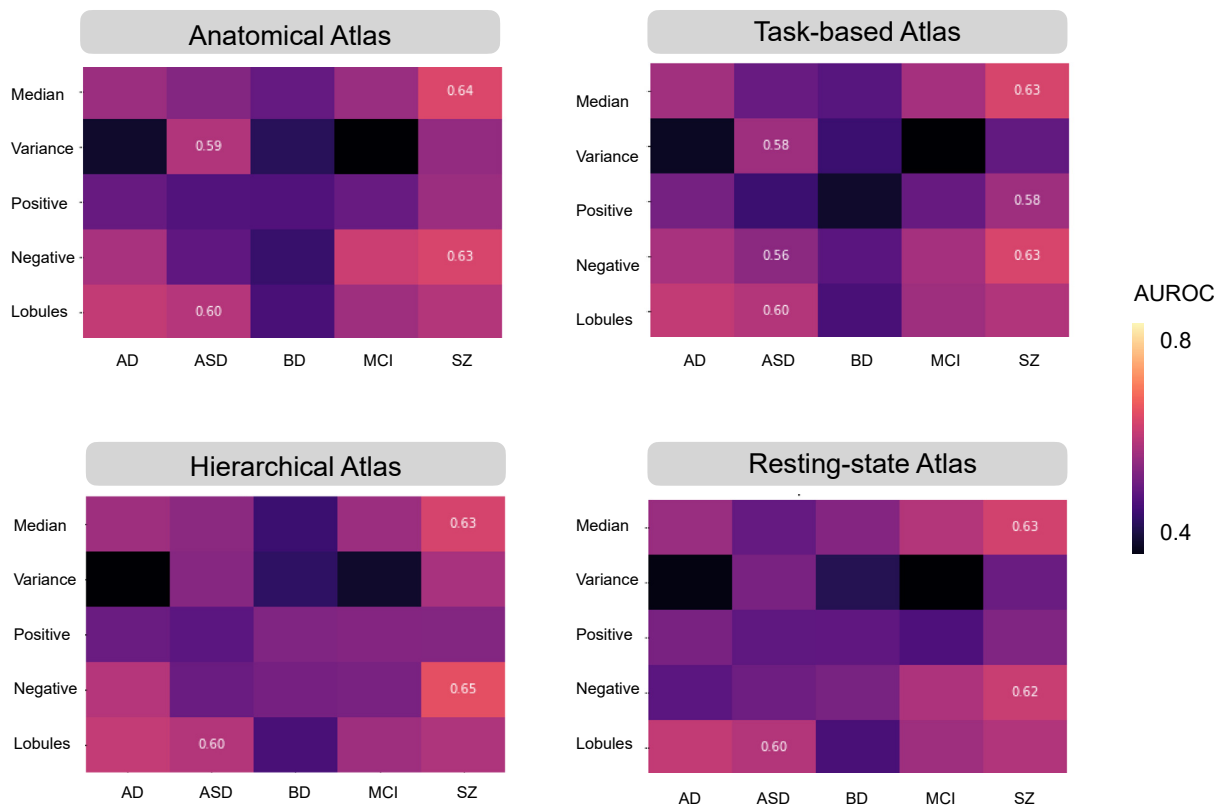 Anatomical Atlas
Median
0.64
Variance
0.59
Positive
Negative
0.63
Lobules
0.60
AD ASD BD MCI SZ
Task-based Atlas
Median
0.63
Variance
0.58
Positive
0.58
Negative
0.56 0.63
Lobules
0.60
AD ASD BD MCI SZ
AUROC
0.8
0.4
Hierarchical Atlas
Median
0.63
Variance
Positive
Negative
0.65
Lobules
0.60
AD ASD BD MCI SZ
Resting-state Atlas
Median
0.63
Variance
Positive
Negative
0.62
Lobules
0.60
AD ASD BD MCI SZ